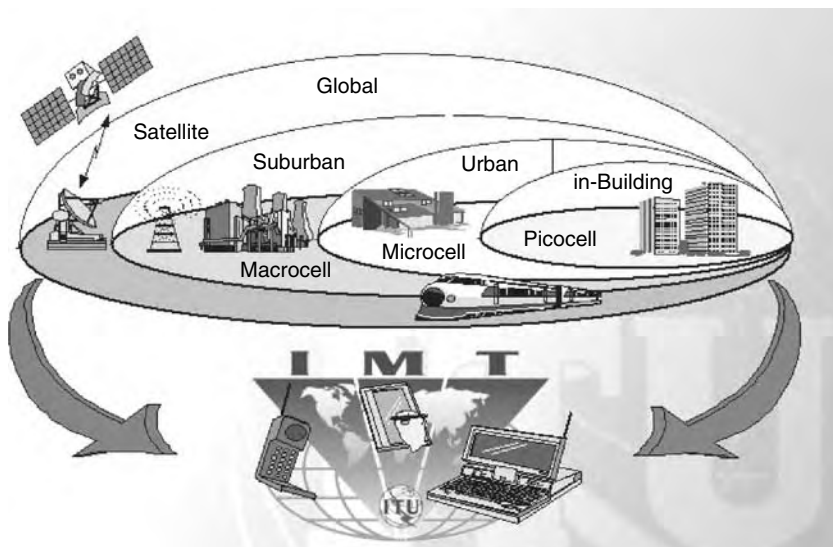 Global
Satellite
Suburban
Urban
in-Building
Picocell
Microcell
Macrocell
I M T
ITU